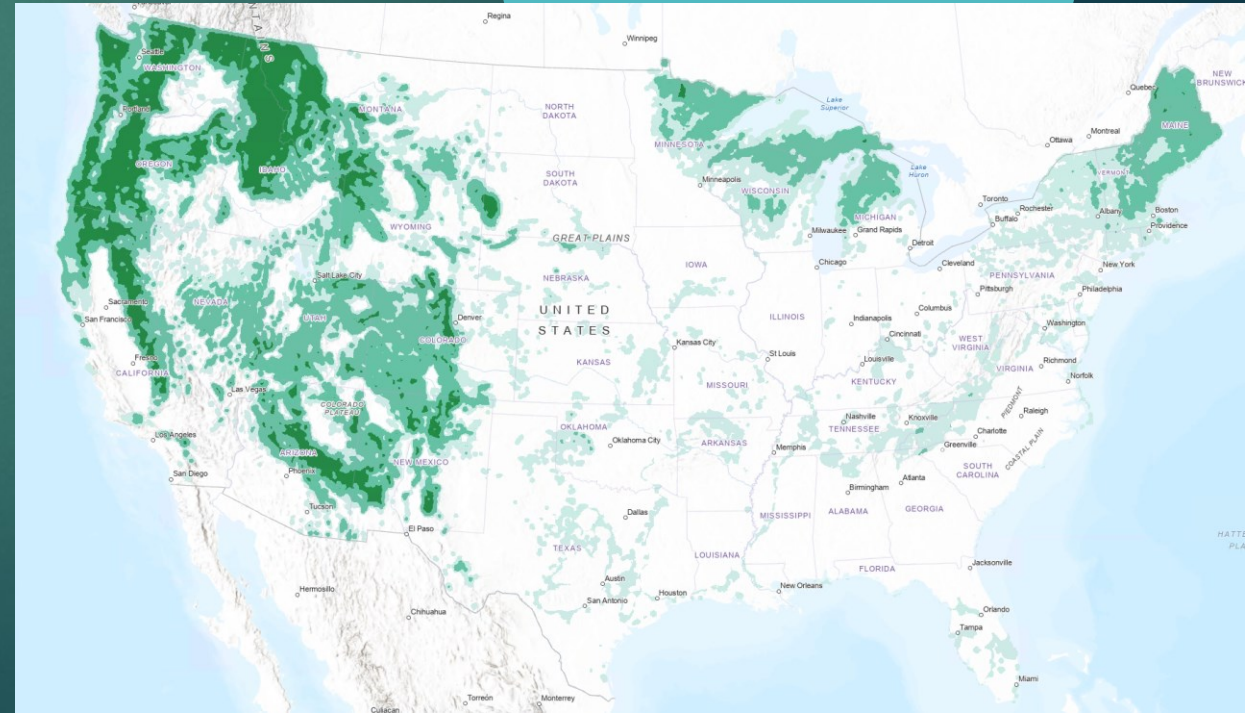 Regina
Winnipeg
Seattle
WASHINGTON
Portland
OREGON
IDAHO
MONTANA
NORTH
DAKOTA
SOUTH
DAKOTA
WYOMING
MINNESOTA
Minneapolis
Lake
Superior
WISCONSIN
Lake
Huron
MICHIGAN
Milwaukee
Grand Rapids
Detroit
Chicago
Ottawa
Montreal
Quebec
NEW
BRUNSWICK
MAINE
VERMONT
Toronto
Rochester
Buffalo
Albany
Boston
Providence
GREAT PLAINS
NEBRASKA
IOWA
Cleveland
PENNSYLVANIA
New York
Pittsburgh
Philadelphia
Salt Lake City
NEVADA
UTAH
Sacramento
San Francisco
Fresno
CALIFORNIA
Denver
COLORADO
UNITED
STATES
KANSAS
Kansas City
MISSOURI
St Louis
ILLINOIS
Indianapolis
Columbus
Cincinnati
Louisville
KENTUCKY
WEST
VIRGINIA
Washington
VIRGINIA
Richmond
Norfolk
Las Vegas
COLORADO
PLATEAU
Los Angeles
San Diego
ARIZONA
Phoenix
Tucson
NEW MEXICO
El Paso
OKLAHOMA
Oklahoma City
ARKANSAS
Memphis
Nashville
TENNESSEE
Knoxville
PIEDMONT
Raleigh
Charlotte
Greenville
COASTAL PLAIN
SOUTH
CAROLINA
Atlanta
Birmingham
MISSISSIPPI
ALABAMA
GEORGIA
Dallas
TEXAS
LOUISIANA
Austin
San Antonio
Houston
New Orleans
FLORIDA
Jacksonville
Orlando
Tampa
Miami
Hermosillo
Chihuahua
Torreón
Monterrey
Culiacan